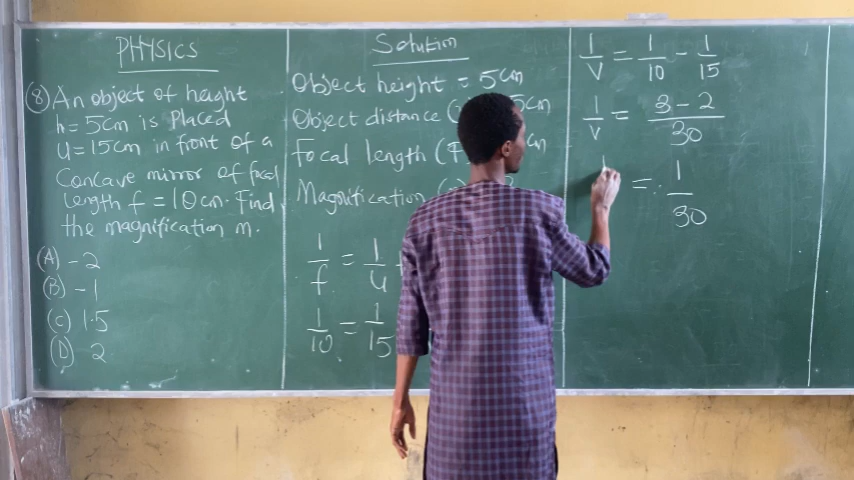 PHYSICS
(8) An object of height
h = 5cm is placed
u = 15cm in front of a
Concave mirror of focal
length f = 10cm. Find
the magnification m.
(A) -2
(B) -1
(C) 1.5
(D) 2
Solution
Object height = 5cm
Object distance ( 5cm
Focal length (F cm
Magnification (
1/f = 1/u +
1/10 = 1/15
1/v = 1/10 - 1/15
1/v = 3-2/30
= 1/30